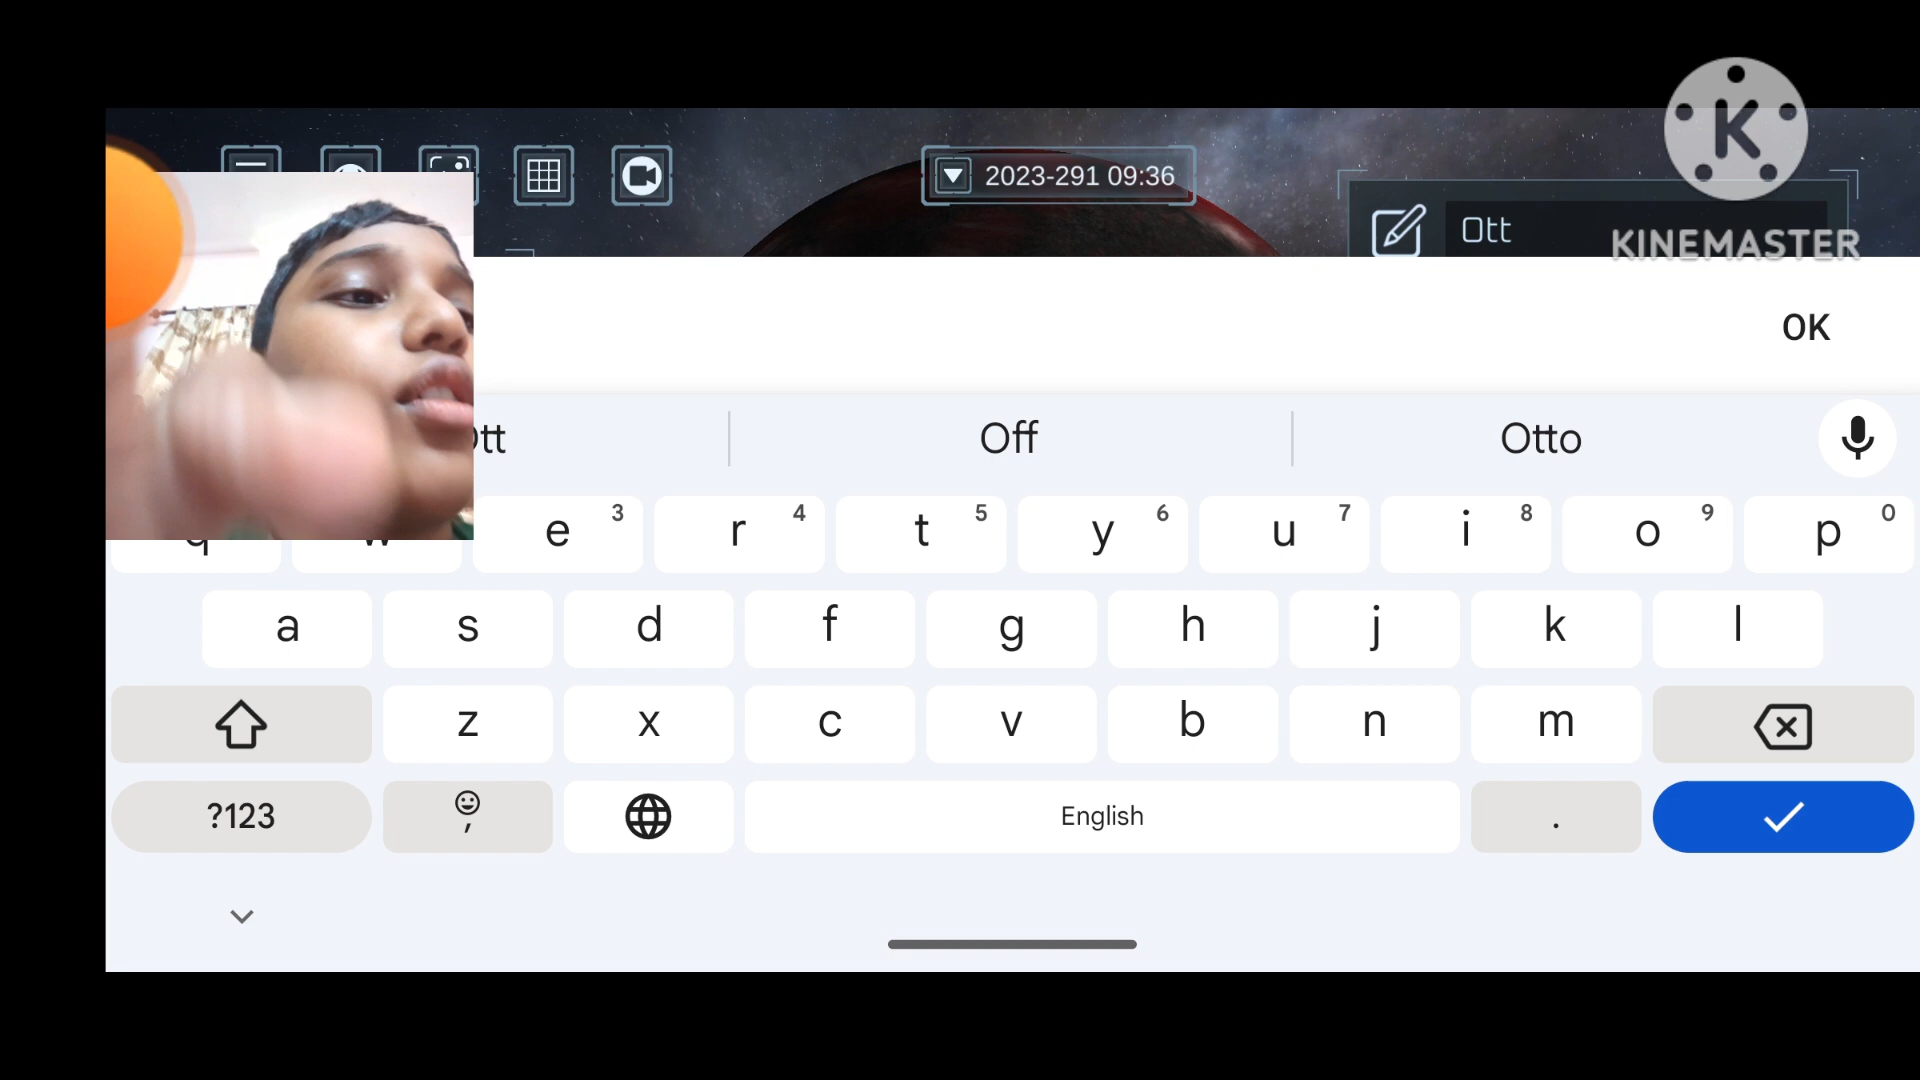 2023-291 09:36
K
Ott
KINEMASTER
OK
Ott Off Otto
q w e 3 r 4 t 5 y 6 u 7 i 8 o 9 p 0
a s d f g h j k l
z x c v b n m
?123 , English .